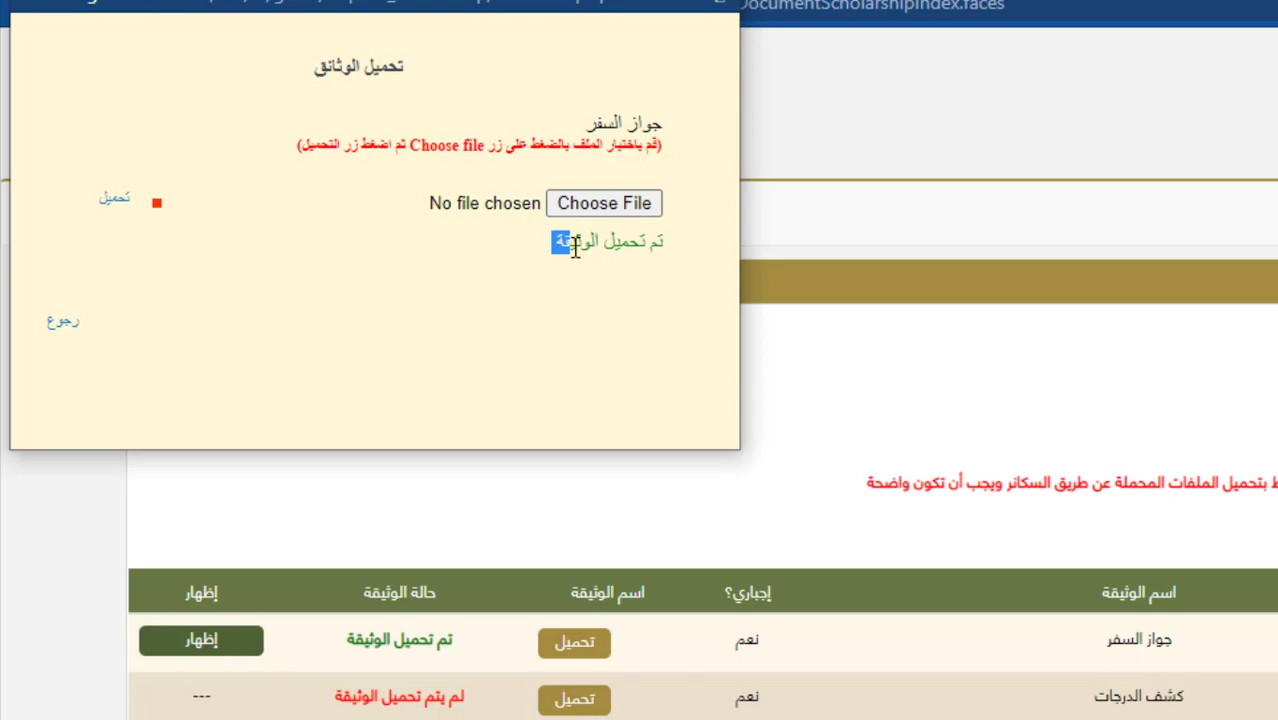 DocumentScholarshipIndex.faces
تحميل الوثائق
جواز السفر
(قم باختيار الملف بالضغط على زر Choose file ثم اضغط زر التحميل)
Choose File No file chosen
تحميل
تم تحميل الوثيقة
رجوع
بتحميل الملفات المحملة عن طريق السكانر ويجب أن تكون واضحة
اسم الوثيقة إجباري؟ اسم الوثيقة حالة الوثيقة إظهار
جواز السفر نعم تحميل تم تحميل الوثيقة إظهار
كشف الدرجات نعم تحميل لم يتم تحميل الوثيقة ---